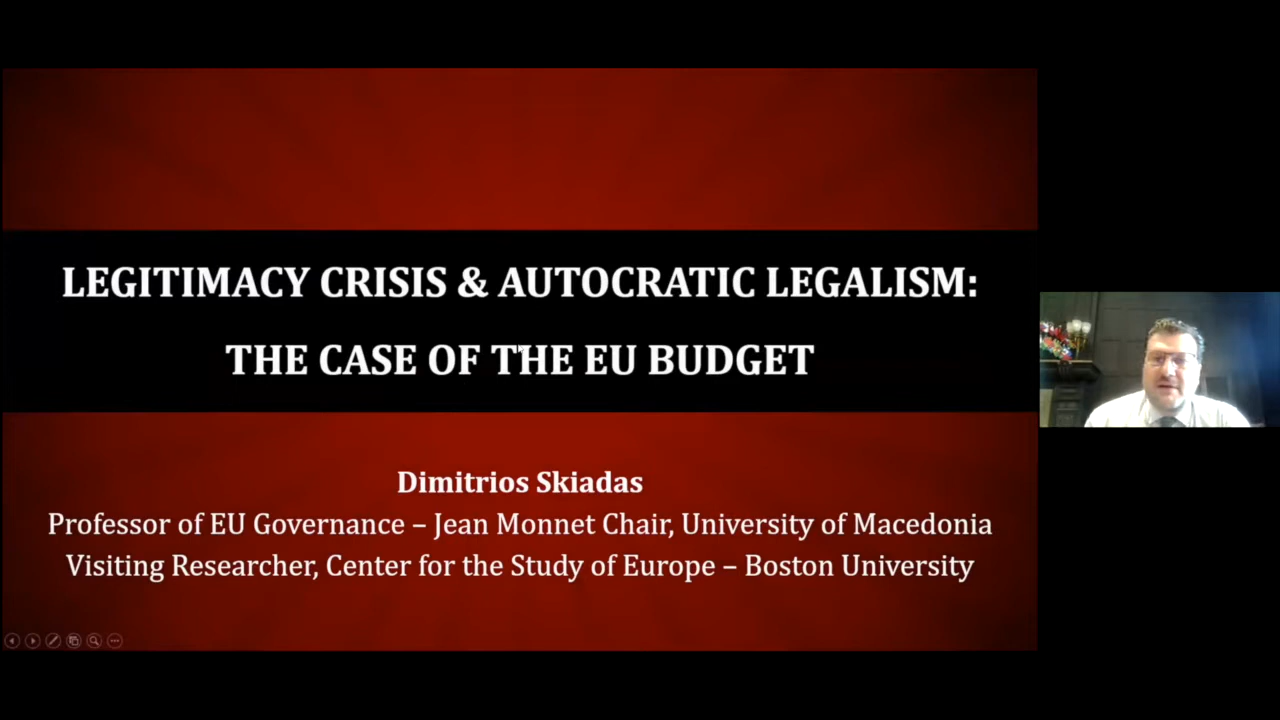 LEGITIMACY CRISIS & AUTOCRATIC LEGALISM:
THE CASE OF THE EU BUDGET
Dimitrios Skiadas
Professor of EU Governance – Jean Monnet Chair, University of Macedonia
Visiting Researcher, Center for the Study of Europe – Boston University